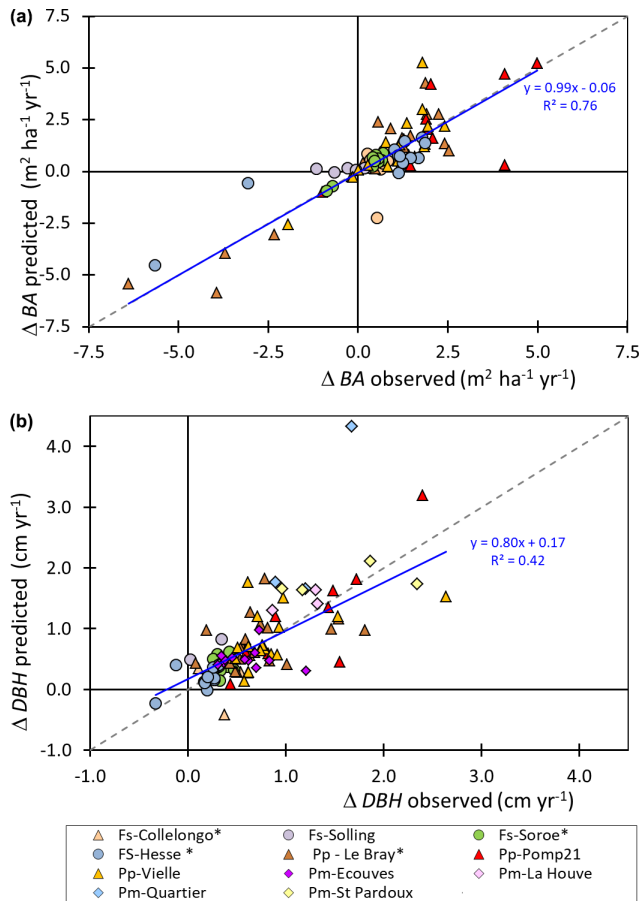 (a)
7.5
5.0
2.5
0.0
-2.5
-5.0
-7.5
Δ BA predicted (m² ha⁻¹ yr⁻¹)
y = 0.99x - 0.06
R² = 0.76
-7.5 -5.0 -2.5 0.0 2.5 5.0 7.5
Δ BA observed (m² ha⁻¹ yr⁻¹)
(b)
4.0
3.0
2.0
1.0
0.0
-1.0
Δ DBH predicted (cm yr⁻¹)
y = 0.80x + 0.17
R² = 0.42
-1.0 0.0 1.0 2.0 3.0 4.0
Δ DBH observed (cm yr⁻¹)
Fs-Collelongo* Fs-Solling Fs-Soroe*
FS-Hesse * Pp - Le Bray* Pp-Pomp21
Pp-Vielle Pm-Ecouves Pm-La Houve
Pm-Quartier Pm-St Pardoux